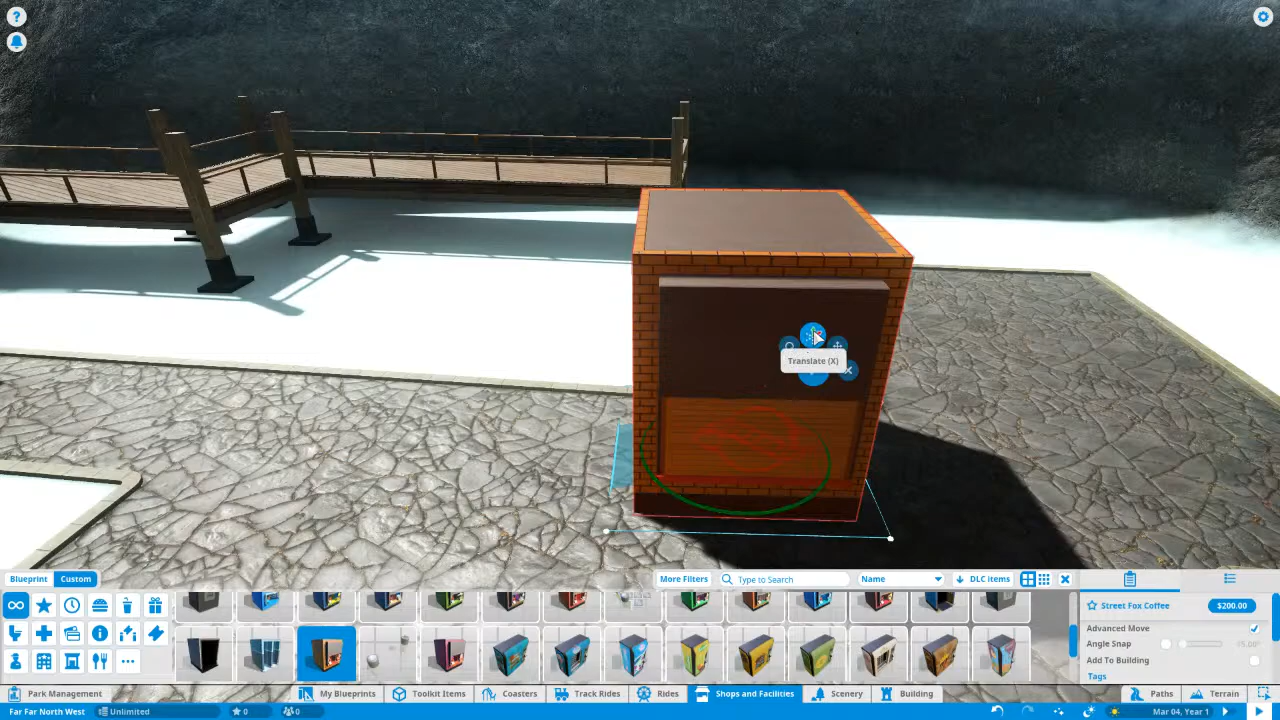 ?
Translate (X)
Blueprint
Custom
More Filters
Type to Search
Name
DLC items
Street Fox Coffee
$200.00
Advanced Move
Angle Snap
Add To Building
Tags
Park Management
My Blueprints
Toolkit Items
Coasters
Track Rides
Rides
Shops and Facilities
Scenery
Building
Paths
Terrain
Far Far North West
Unlimited
0
0
Mar 04, Year 1